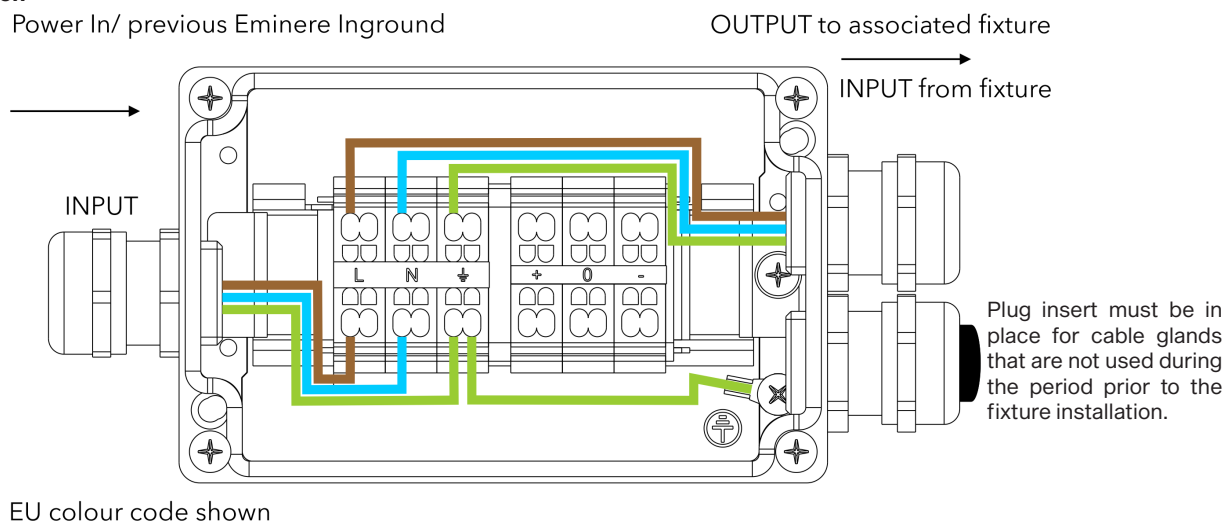 Power In/ previous Eminere Inground
OUTPUT to associated fixture
INPUT from fixture
INPUT
L N + 0 -
Plug insert must be in
place for cable glands
that are not used during
the period prior to the
fixture installation.
EU colour code shown